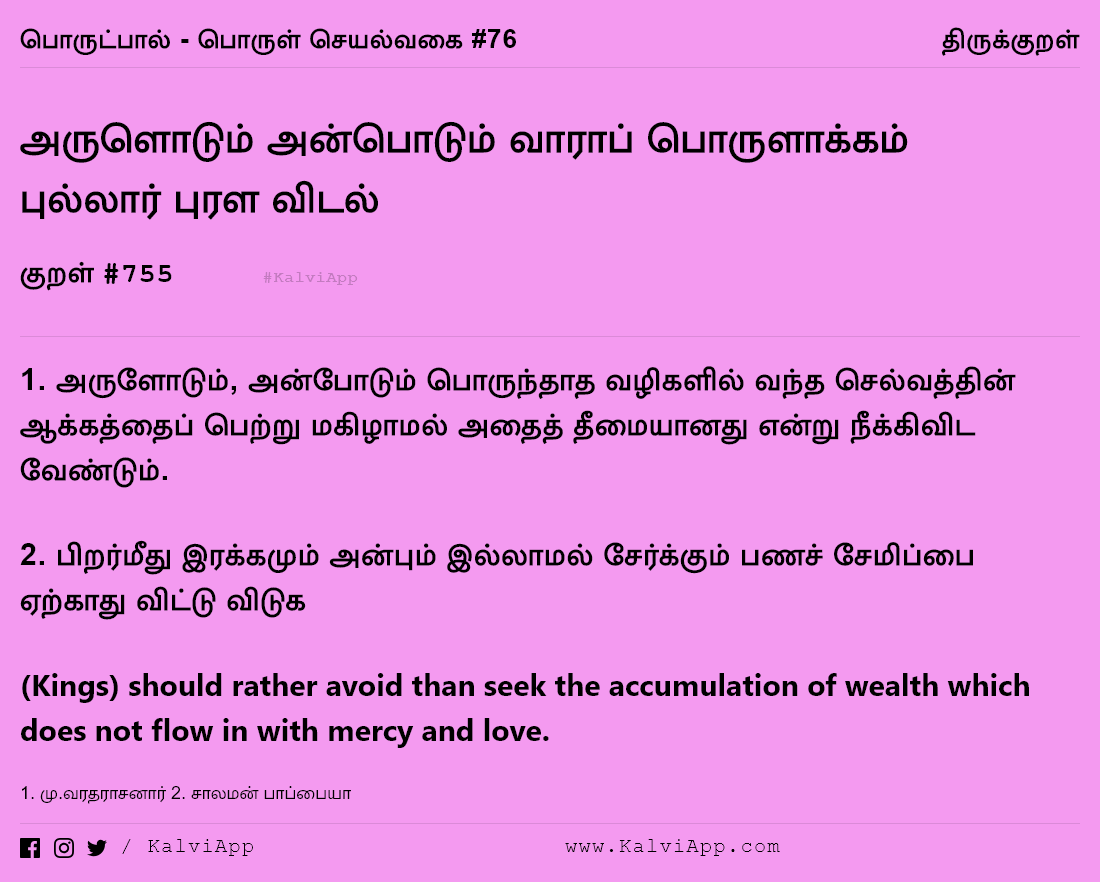 பொருட்பால் - பொருள் செயல்வகை #76 திருக்குறள்
அருளொடும் அன்பொடும் வாராப் பொருளாக்கம்
புல்லார் புரள விடல்
குறள் #755 #KalviApp
1. அருளோடும், அன்போடும் பொருந்தாத வழிகளில் வந்த செல்வத்தின்
ஆக்கத்தைப் பெற்று மகிழாமல் அதைத் தீமையானது என்று நீக்கிவிட
வேண்டும்.
2. பிறர்மீது இரக்கமும் அன்பும் இல்லாமல் சேர்க்கும் பணச் சேமிப்பை
ஏற்காது விட்டு விடுக
(Kings) should rather avoid than seek the accumulation of wealth which
does not flow in with mercy and love.
1. மு.வரதராசனார் 2. சாலமன் பாப்பையா
/ KalviApp www.KalviApp.com